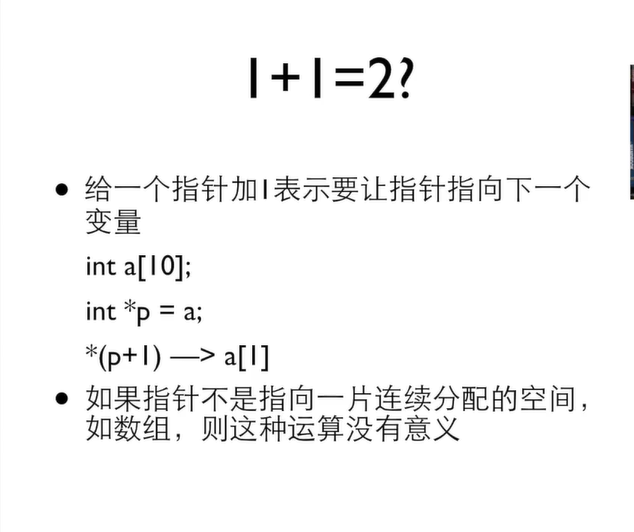 1+1=2?
● 给一个指针加1表示要让指针指向下一个
变量
int a[10];
int *p = a;
*(p+1) —> a[1]
● 如果指针不是指向一片连续分配的空间，
如数组，则这种运算没有意义